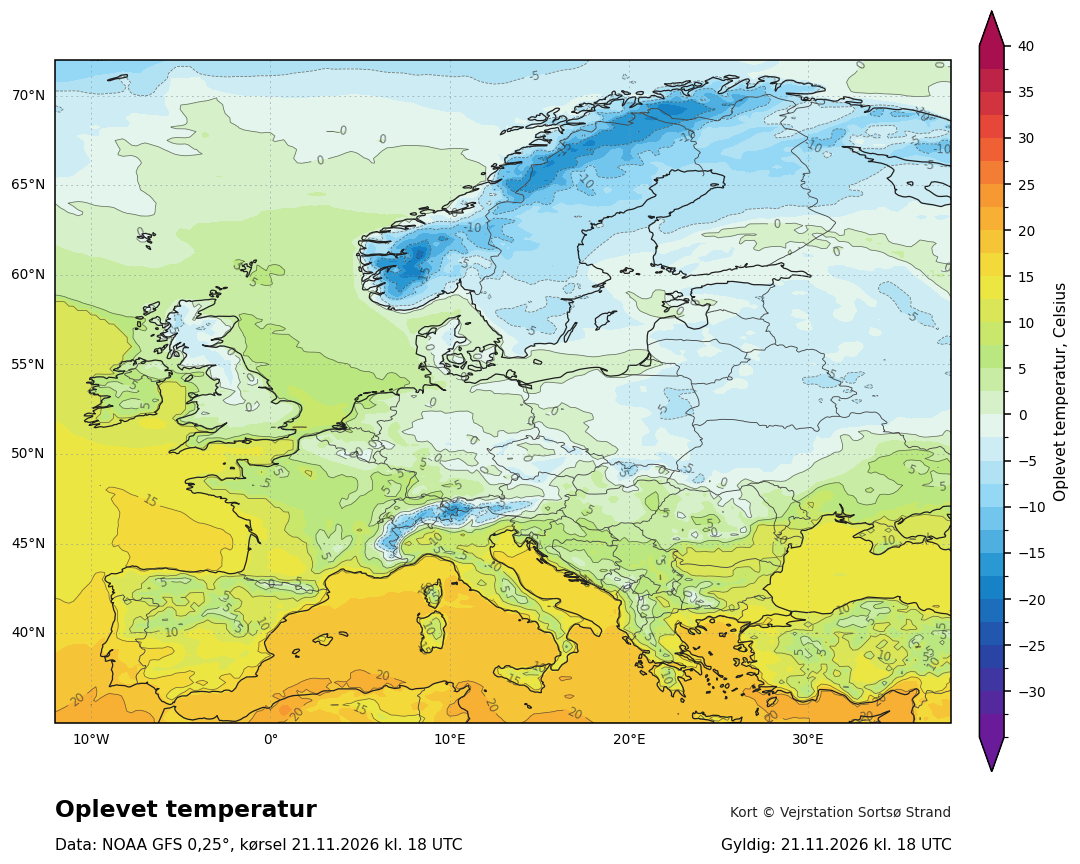 70°N
65°N
60°N
55°N
50°N
45°N
40°N
10°W
0°
10°E
20°E
30°E
40
35
30
25
20
15
10
5
0
−5
−10
−15
−20
−25
−30
Oplevet temperatur, Celsius
Oplevet temperatur
Kort © Vejrstation Sortsø Strand
Data: NOAA GFS 0,25°, kørsel 21.11.2026 kl. 18 UTC
Gyldig: 21.11.2026 kl. 18 UTC